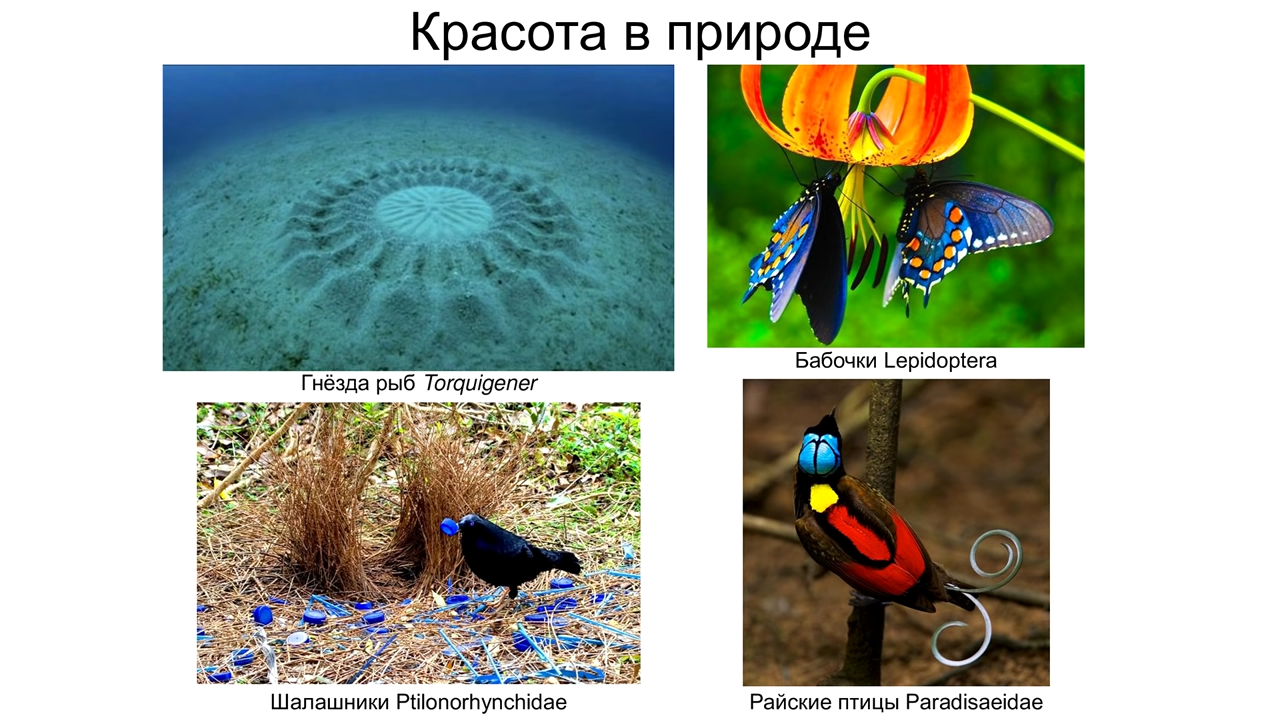 Красота в природе
Гнёзда рыб Torquigener
Бабочки Lepidoptera
Шалашники Ptilonorhynchidae
Райские птицы Paradisaeidae